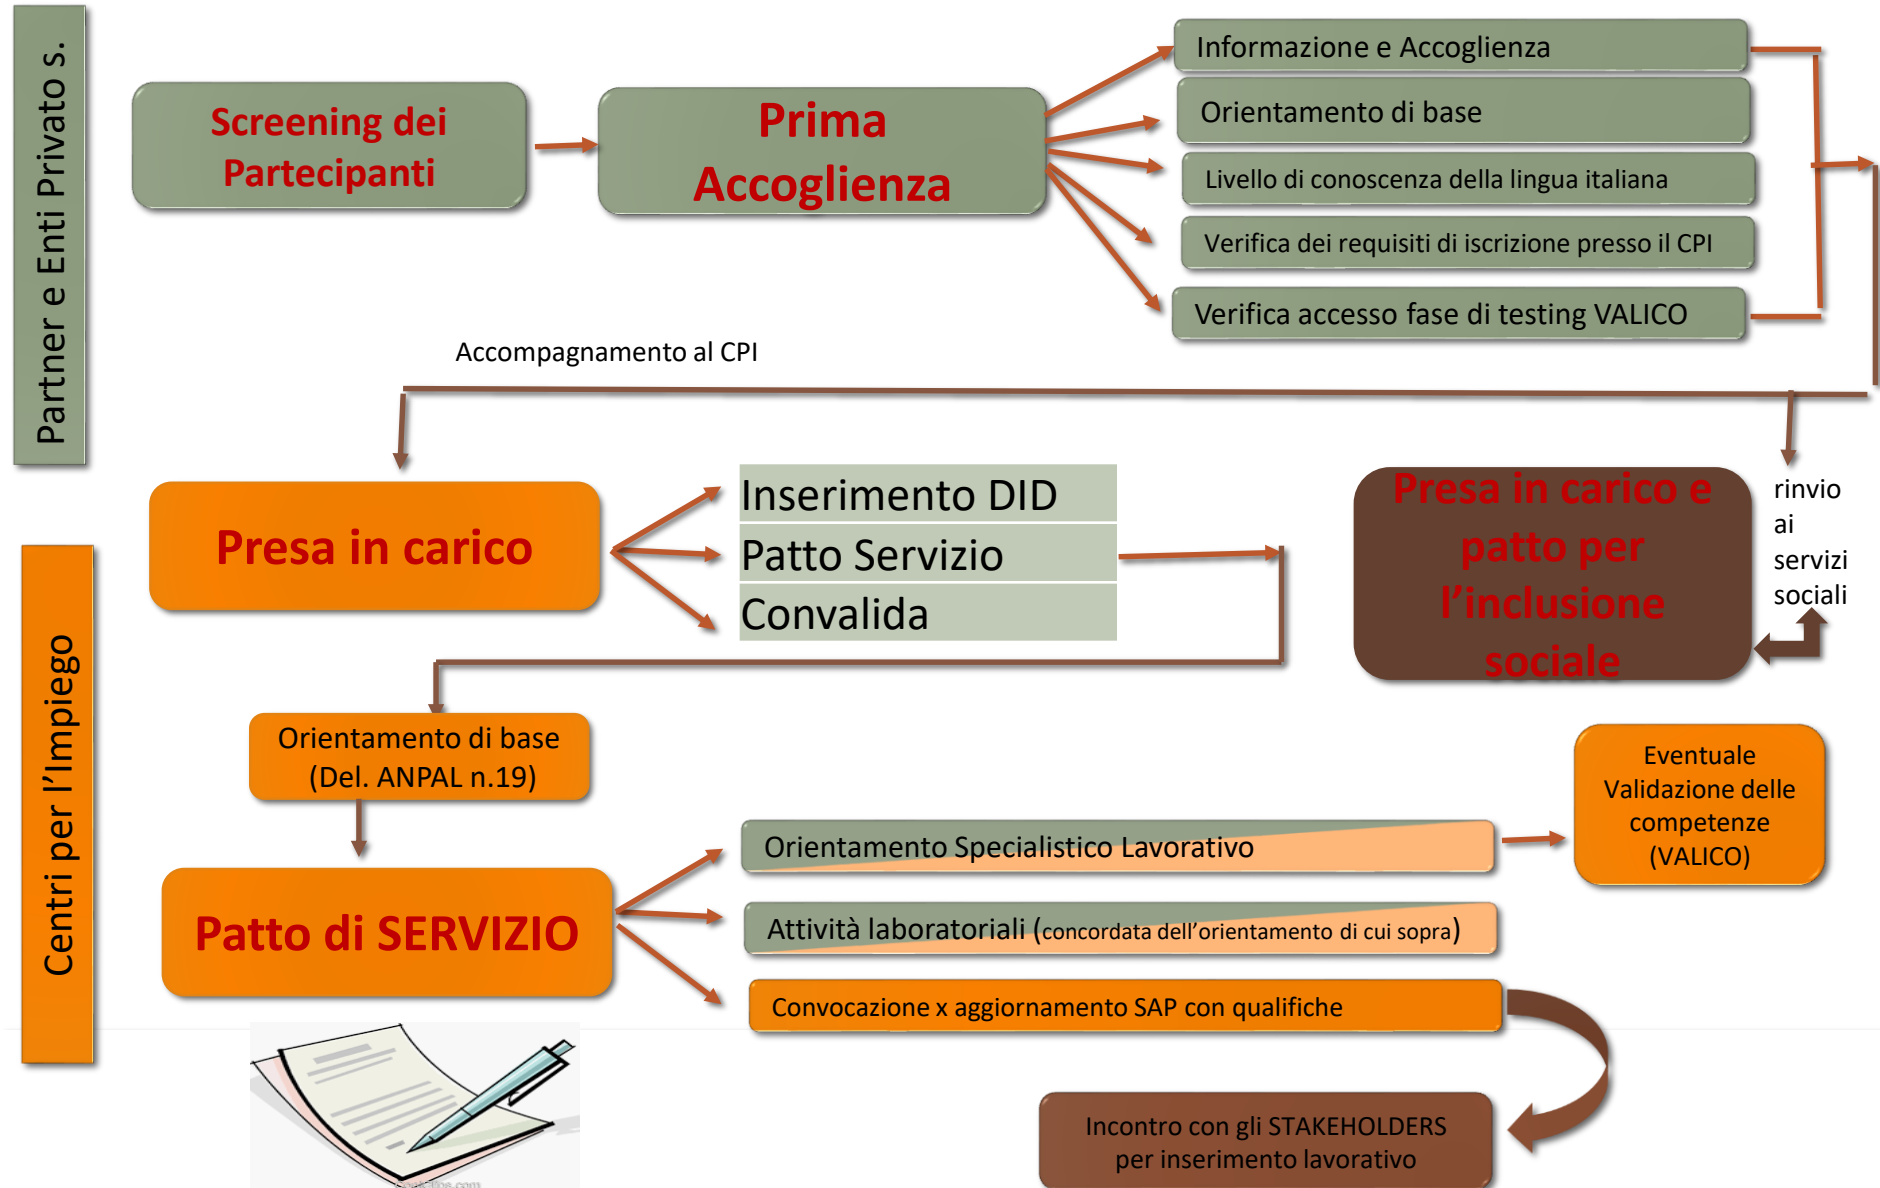 Partner e Enti Privato s.
Screening dei
Partecipanti
Prima
Accoglienza
Informazione e Accoglienza
Orientamento di base
Livello di conoscenza della lingua italiana
Verifica dei requisiti di iscrizione presso il CPI
Verifica accesso fase di testing VALICO
Accompagnamento al CPI
Centri per l'Impiego
Presa in carico
Inserimento DID
Patto Servizio
Convalida
Presa in carico e
patto per
l'inclusione
sociale
rinvio
ai
servizi
sociali
Orientamento di base
(Del. ANPAL n.19)
Patto di SERVIZIO
Orientamento Specialistico Lavorativo
Attività laboratoriali (concordata dell'orientamento di cui sopra)
Convocazione x aggiornamento SAP con qualifiche
Eventuale
Validazione delle
competenze
(VALICO)
Incontro con gli STAKEHOLDERS
per inserimento lavorativo